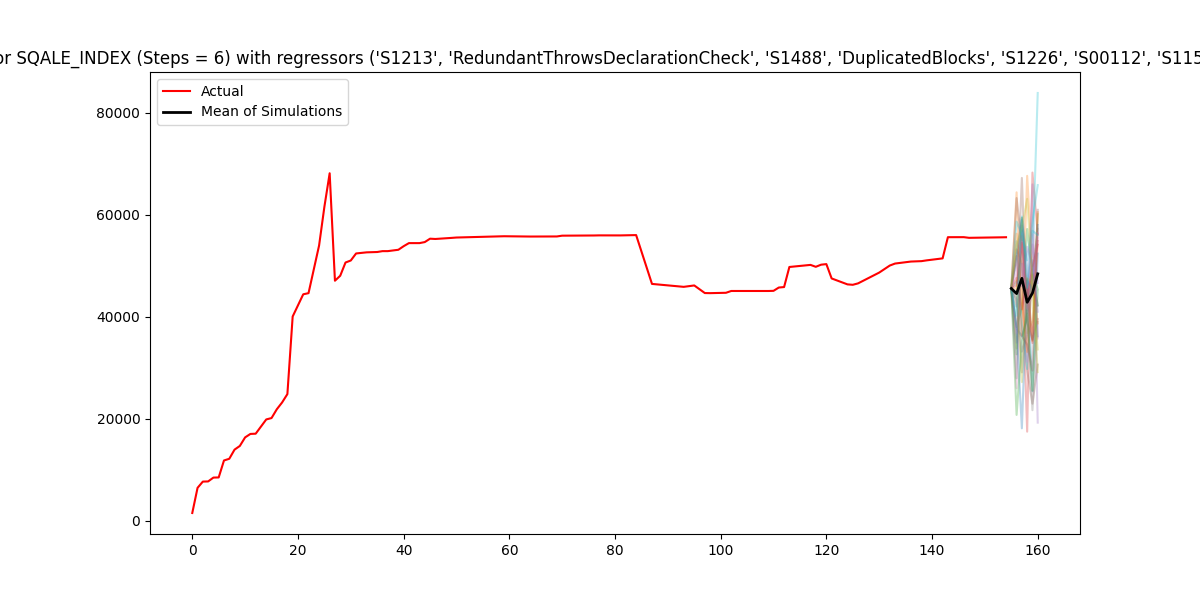 or SQALE_INDEX (Steps = 6) with regressors ('S1213', 'RedundantThrowsDeclarationCheck', 'S1488', 'DuplicatedBlocks', 'S1226', 'S00112', 'S115
Actual
Mean of Simulations
80000
60000
40000
20000
0
0 20 40 60 80 100 120 140 160